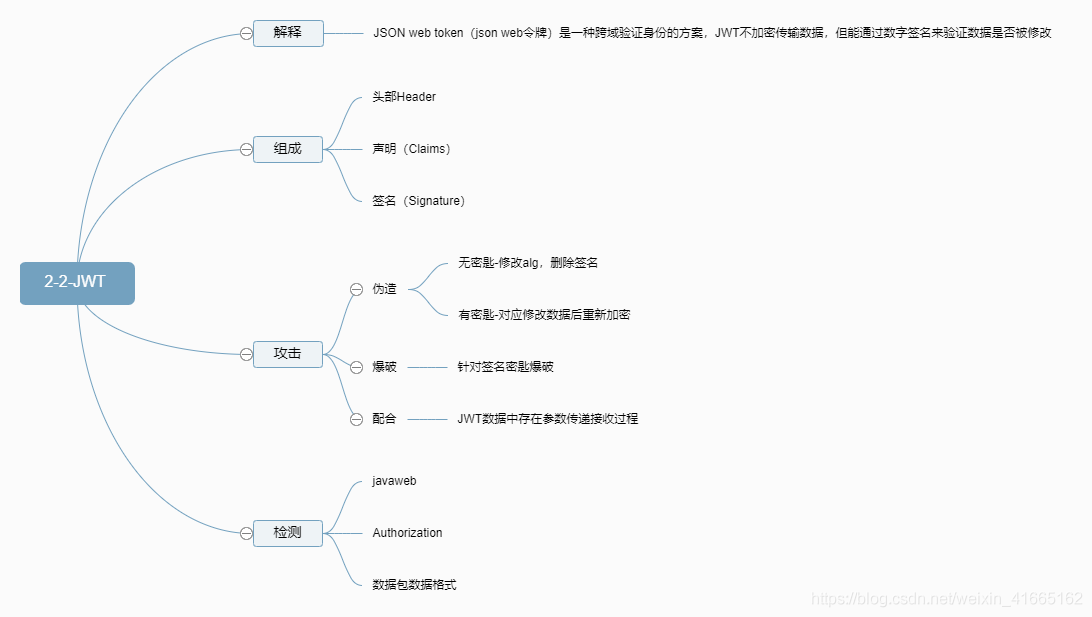 2-2-JWT
解释
JSON web token（json web令牌）是一种跨域验证身份的方案，JWT不加密传输数据，但能通过数字签名来验证数据是否被修改
组成
头部Header
声明（Claims）
签名（Signature）
攻击
伪造
无密匙-修改alg，删除签名
有密匙-对应修改数据后重新加密
爆破
针对签名密匙爆破
配合
JWT数据中存在参数传递接收过程
检测
javaweb
Authorization
数据包数据格式
https://blog.csdn.net/weixin_41665162